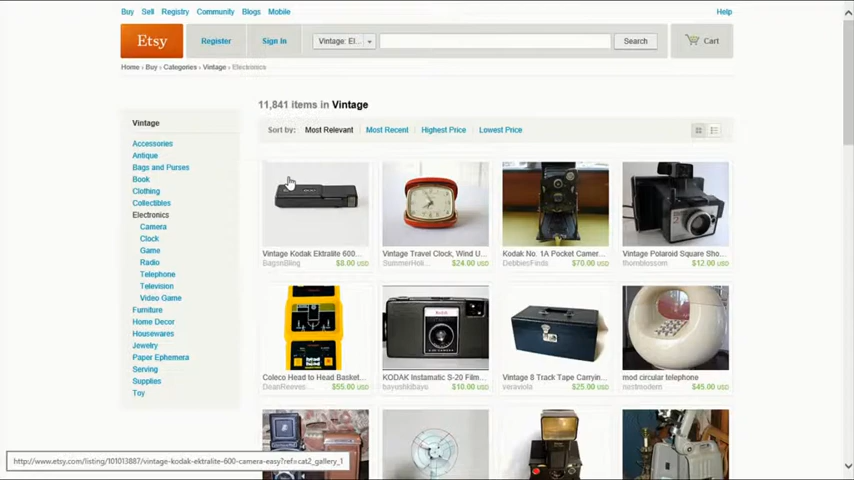 Buy Sell Registry Community Blogs Mobile Help
Etsy Register Sign In Vintage: El... Search Cart
Home › Buy › Categories › Vintage › Electronics
11,841 items in Vintage
Sort by: Most Relevant Most Recent Highest Price Lowest Price
Vintage
Accessories
Antique
Bags and Purses
Book
Clothing
Collectibles
Electronics
Camera
Clock
Game
Radio
Telephone
Television
Video Game
Furniture
Home Decor
Housewares
Jewelry
Paper Ephemera
Serving
Supplies
Toy
Vintage Kodak Ektralite 600... Vintage Travel Clock, Wind U... Kodak No. 1A Pocket Camer... Vintage Polaroid Square Sho...
$8.00 USD SummerHoli... $24.00 USD DebbiesFinds $70.00 USD thornblossom $12.00 USD
Coleco Head to Head Basket... KODAK Instamatic S-20 Film... Vintage 8 Track Tape Carryin... mod circular telephone
DeanReeves... $55.00 USD bayushkibayu $10.00 USD veraviola $25.00 USD $45.00 USD
http://www.etsy.com/listing/101013887/vintage-kodak-ektralite-600-camera-easy?ref=cat2_gallery_1